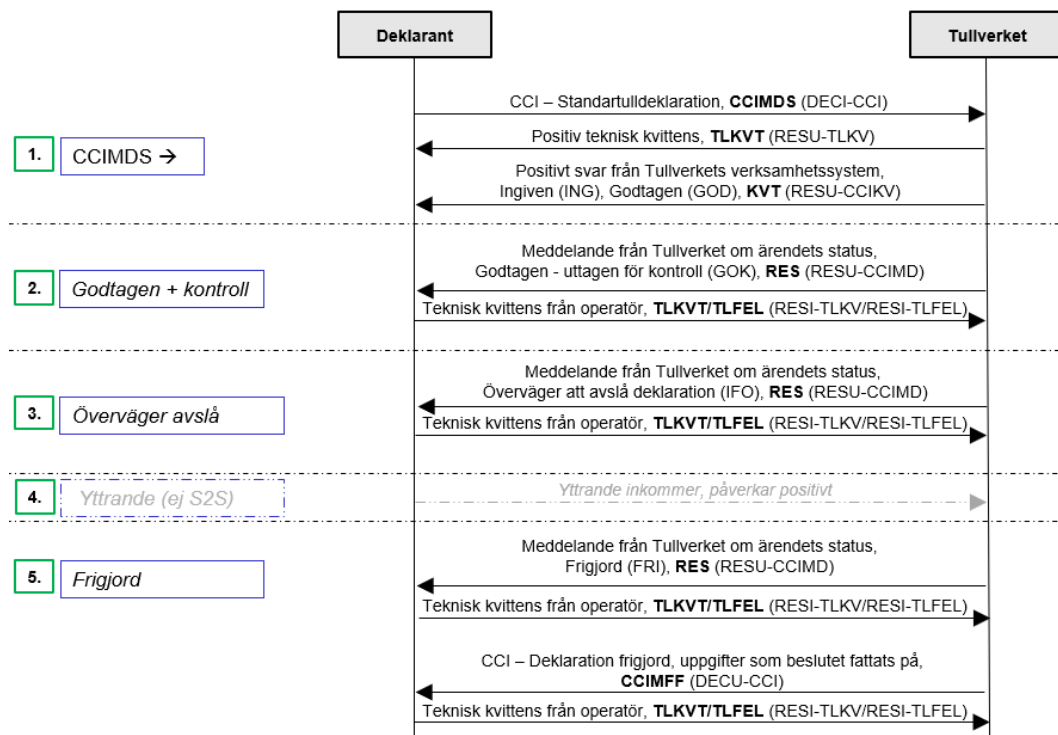 Deklarant
Tullverket
CCI – Standartulldeklaration, CCIMDS (DECI-CCI)
Positiv teknisk kvittens, TLKVT (RESU-TLKV)
1.
CCIMDS →
Positivt svar från Tullverkets verksamhetssystem,
Ingiven (ING), Godtagen (GOD), KVT (RESU-CCIKV)
Meddelande från Tullverket om ärendets status,
Godtagen - uttagen för kontroll (GOK), RES (RESU-CCIMD)
2.
Godtagen + kontroll
Teknisk kvittens från operatör, TLKVT/TLFEL (RESI-TLKV/RESI-TLFEL)
Meddelande från Tullverket om ärendets status,
Överväger att avslå deklaration (IFO), RES (RESU-CCIMD)
3.
Överväger avslå
Teknisk kvittens från operatör, TLKVT/TLFEL (RESI-TLKV/RESI-TLFEL)
4.
Yttrande (ej S2S)
Yttrande inkommer, påverkar positivt
Meddelande från Tullverket om ärendets status,
Frigjord (FRI), RES (RESU-CCIMD)
5.
Frigjord
Teknisk kvittens från operatör, TLKVT/TLFEL (RESI-TLKV/RESI-TLFEL)
CCI – Deklaration frigjord, uppgifter som beslutet fattats på,
CCIMFF (DECU-CCI)
Teknisk kvittens från operatör, TLKVT/TLFEL (RESI-TLKV/RESI-TLFEL)